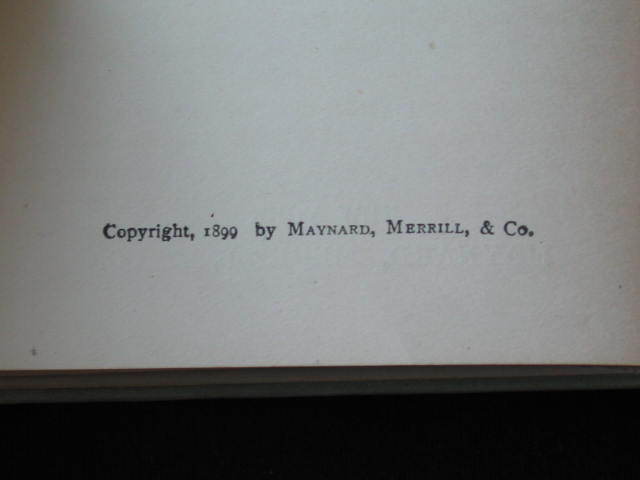 Copyright, 1899 by MAYNARD, MERRILL, & Co.